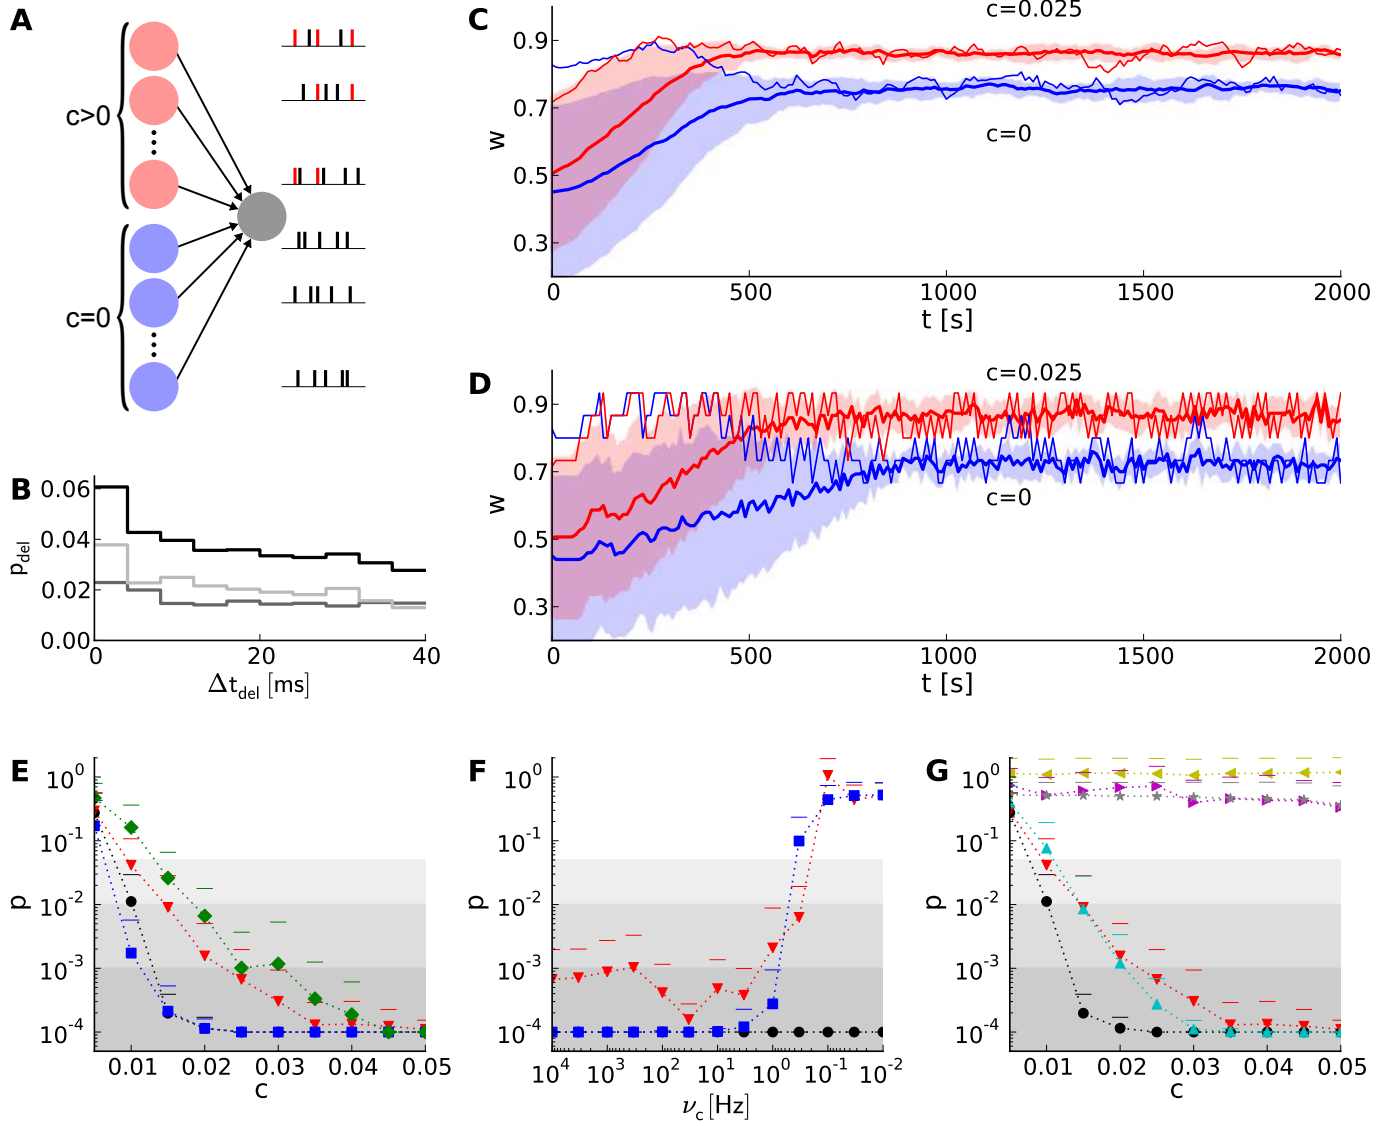 A
c>0
c=0
B
0.06
0.04
0.02
0.00
p_del
0 20 40
Δt_del [ms]
C
c=0.025
0.9
0.7
0.5
0.3
w
c=0
0 500 1000 1500 2000
t [s]
D
c=0.025
0.9
0.7
0.5
0.3
w
c=0
0 500 1000 1500 2000
t [s]
E
10^0
10^-1
10^-2
10^-3
10^-4
p
0.01 0.02 0.03 0.04 0.05
c
F
10^0
10^-1
10^-2
10^-3
10^-4
p
10^4 10^3 10^2 10^1 10^0 10^-1 10^-2
ν_c [Hz]
G
10^0
10^-1
10^-2
10^-3
10^-4
p
0.01 0.02 0.03 0.04 0.05
c